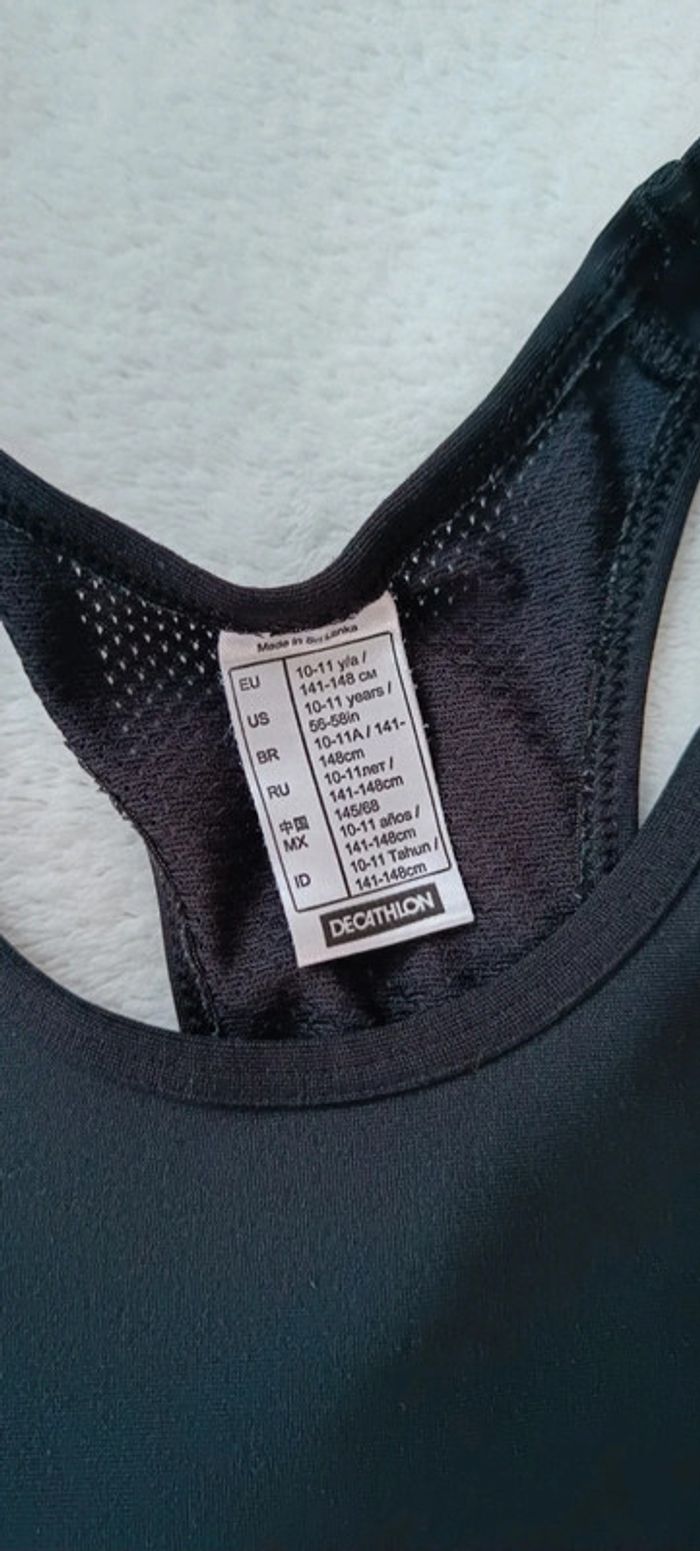 Made in Sri Lanka
EU 10-11 y/a /
141-148 см
US 10-11 years /
56-58in
BR 10-11A / 141-
148cm
RU 10-11лет /
141-148cm
中国 145/68
MX 10-11 años /
141-148cm
ID 10-11 Tahun /
141-148cm
DECATHLON